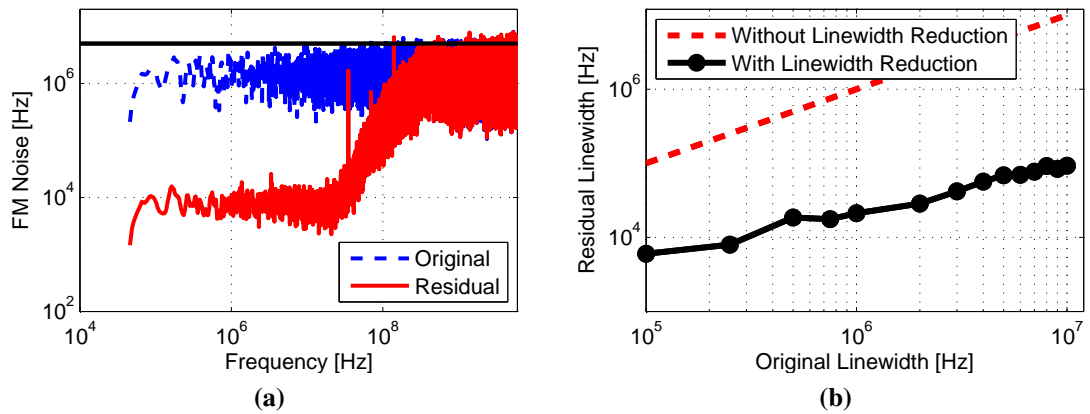 FM Noise [Hz]
10^6
10^4
10^2
10^4
10^6
10^8
Frequency [Hz]
Original
Residual
(a)
Residual Linewidth [Hz]
10^6
10^4
10^5
10^6
10^7
Original Linewidth [Hz]
Without Linewidth Reduction
With Linewidth Reduction
(b)